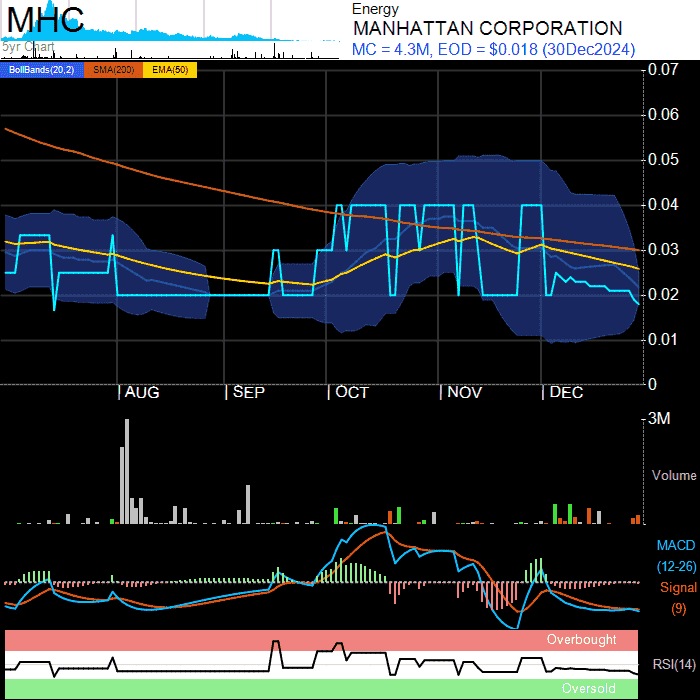 MHC
5yr Chart
Energy
MANHATTAN CORPORATION
MC = 4.3M, EOD = $0.018 (30Dec2024)
BollBands(20,2) SMA(200) EMA(50)
0.07
0.06
0.05
0.04
0.03
0.02
0.01
0
AUG SEP OCT NOV DEC
3M
Volume
MACD
(12-26)
Signal
(9)
Overbought
RSI(14)
Oversold